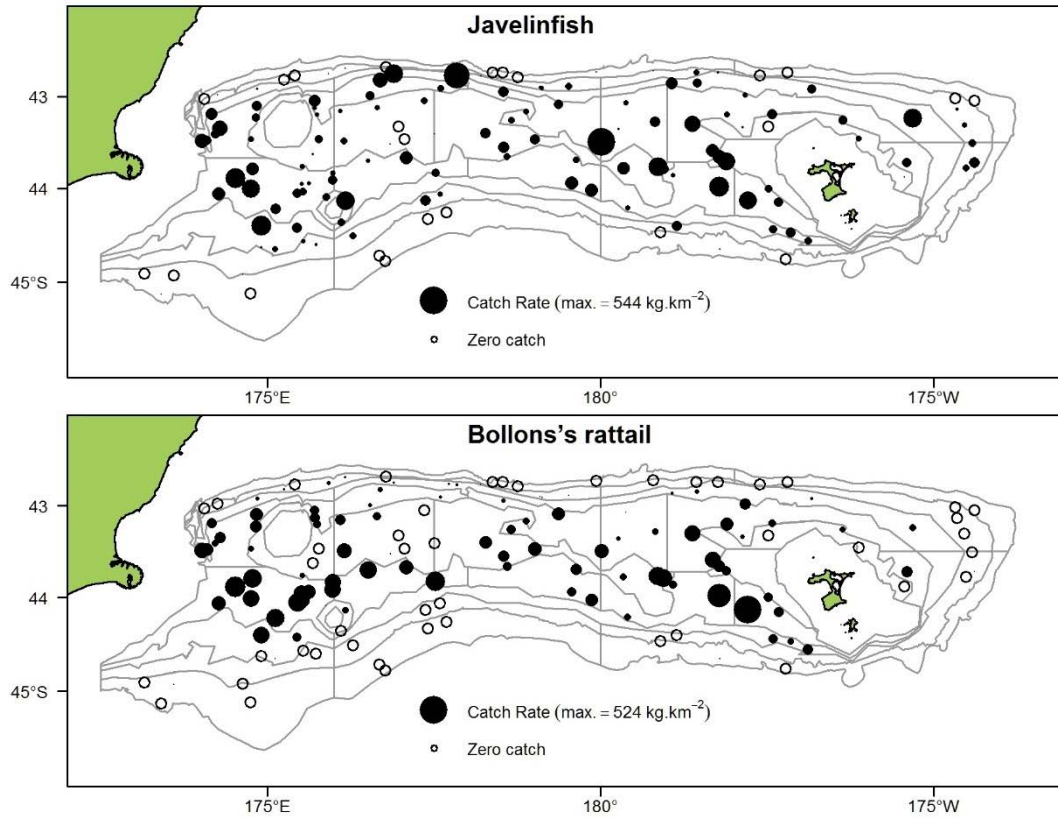 Javelinfish
43
44
45°S
Catch Rate (max. = 544 kg.km⁻²)
Zero catch
175°E
180°
175°W
Bollons's rattail
43
44
45°S
Catch Rate (max. = 524 kg.km⁻²)
Zero catch
175°E
180°
175°W